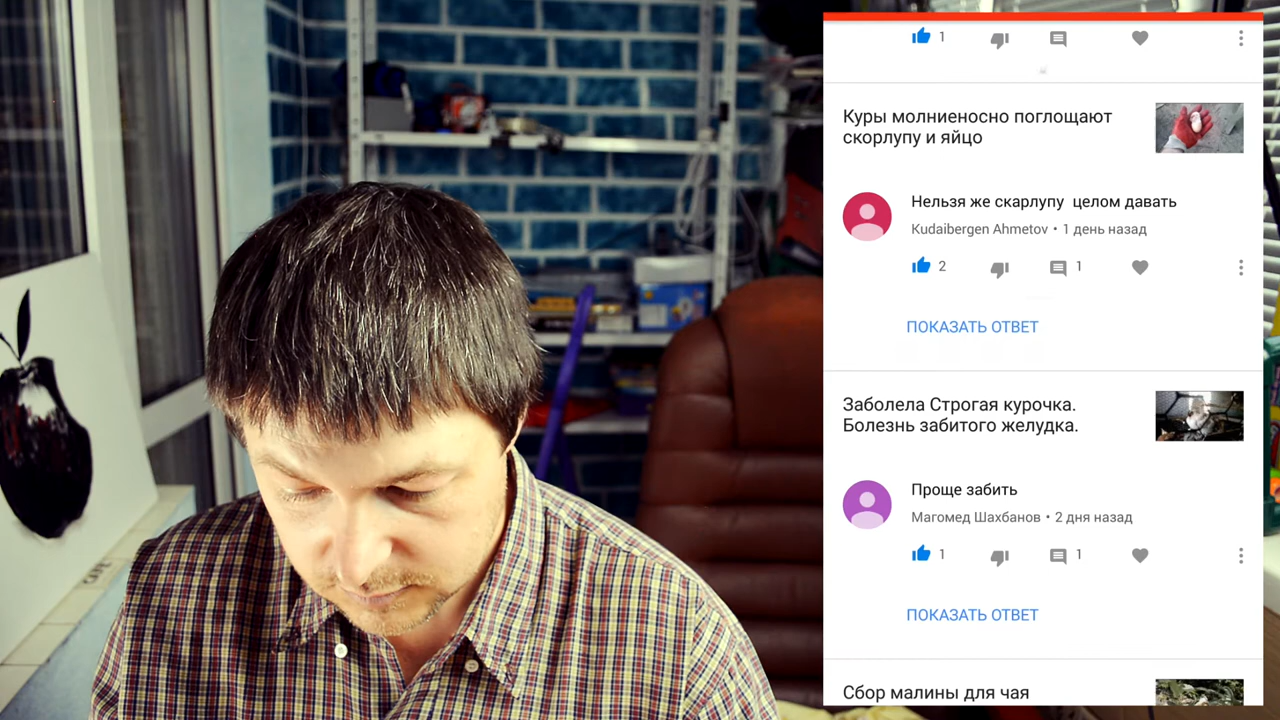 1
Куры молниеносно поглощают
скорлупу и яйцо
Нельзя же скарлупу целом давать
Kudaibergen Ahmetov • 1 день назад
2
1
ПОКАЗАТЬ ОТВЕТ
Заболела Строгая курочка.
Болезнь забитого желудка.
Проще забить
Магомед Шахбанов • 2 дня назад
1
1
ПОКАЗАТЬ ОТВЕТ
Сбор малины для чая